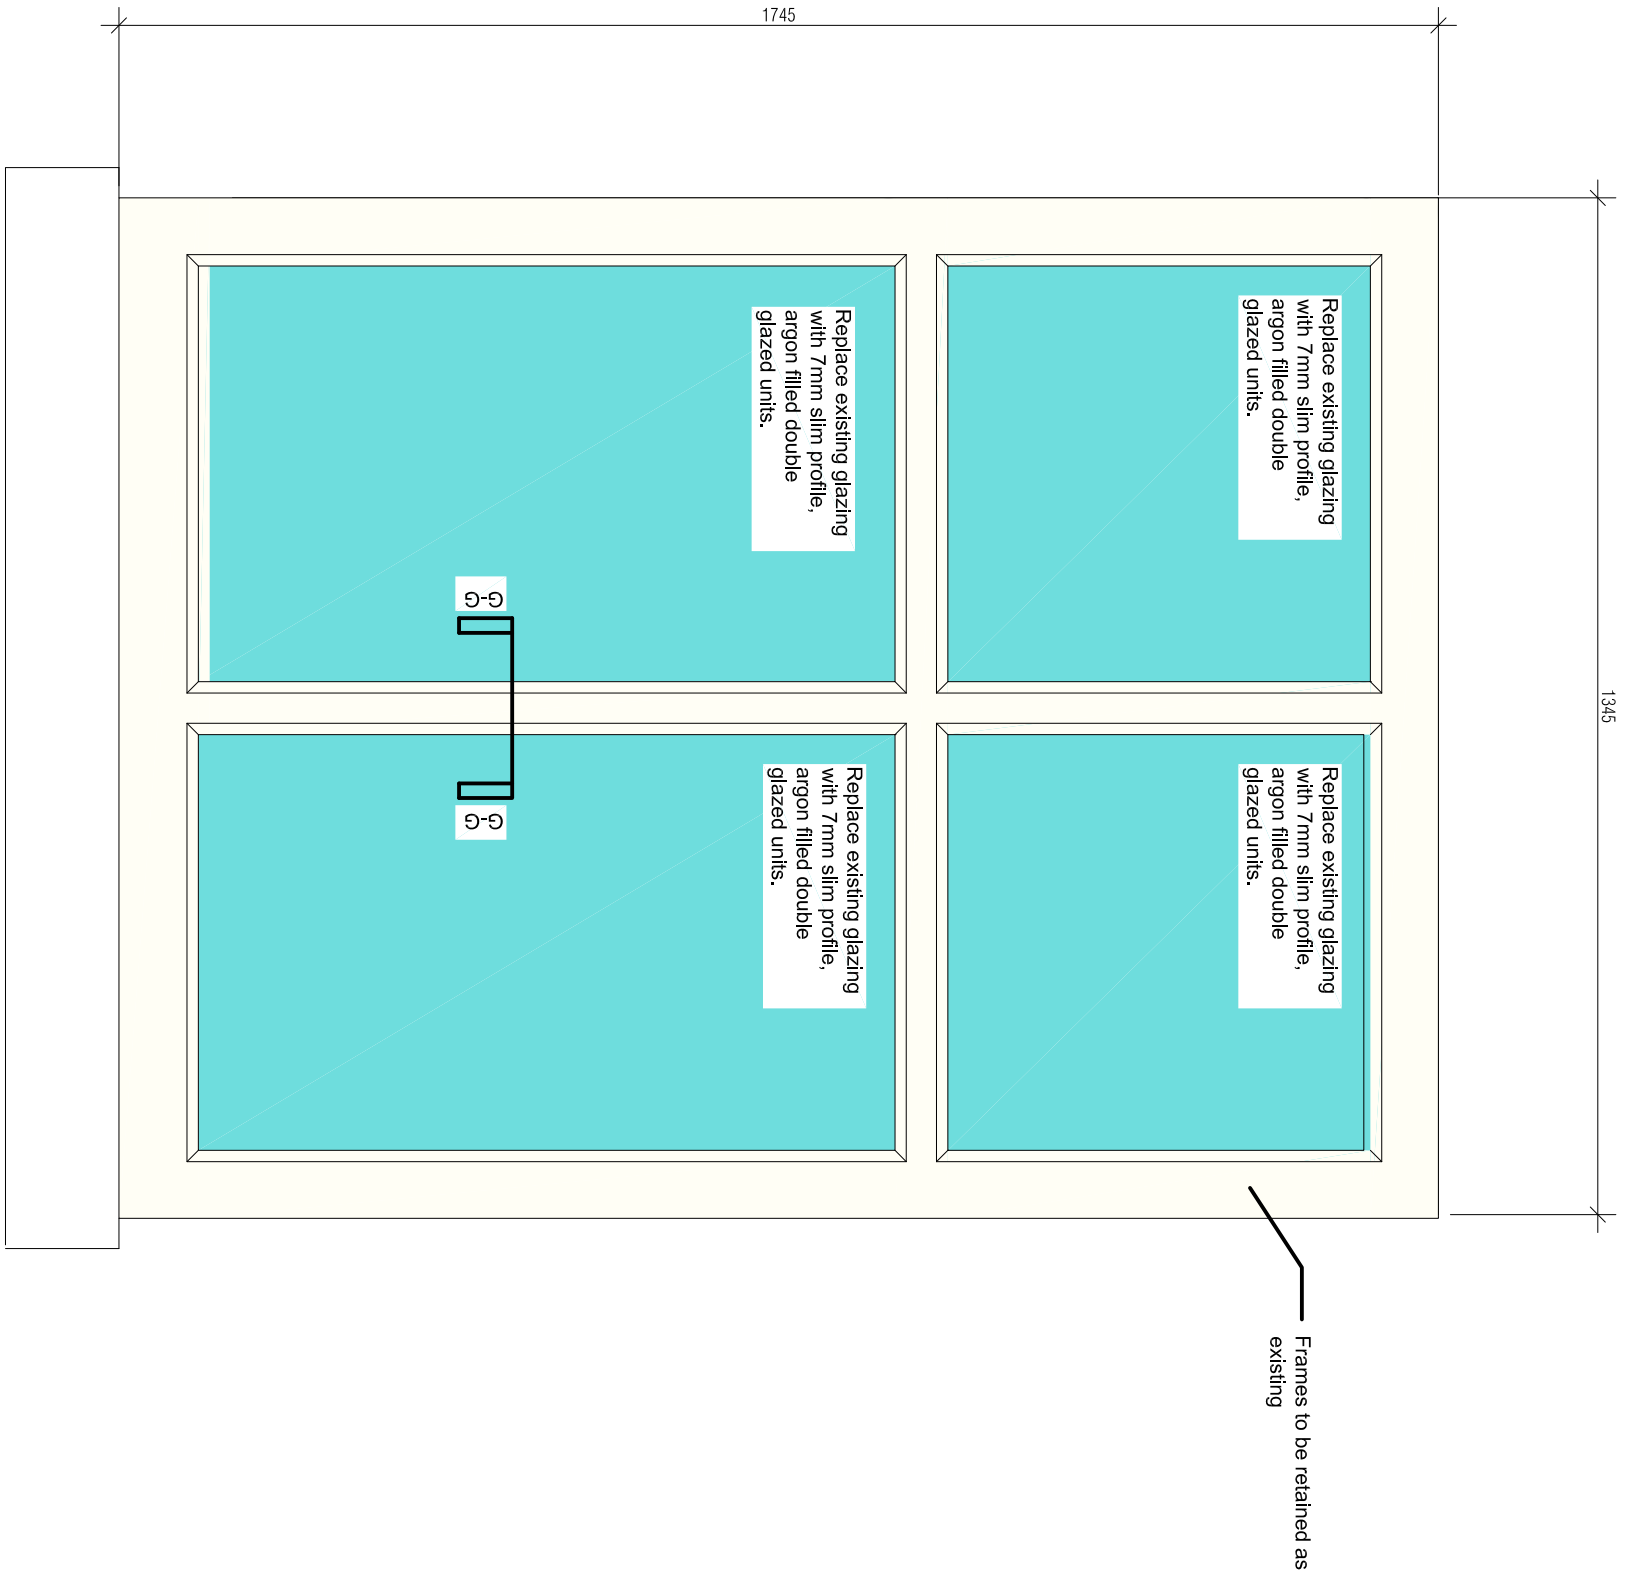 1345
1745
Replace existing glazing
with 7mm slim profile,
argon filled double
glazed units.
Replace existing glazing
with 7mm slim profile,
argon filled double
glazed units.
Frames to be retained as
existing
Replace existing glazing
with 7mm slim profile,
argon filled double
glazed units.
Replace existing glazing
with 7mm slim profile,
argon filled double
glazed units.
G-G
G-G